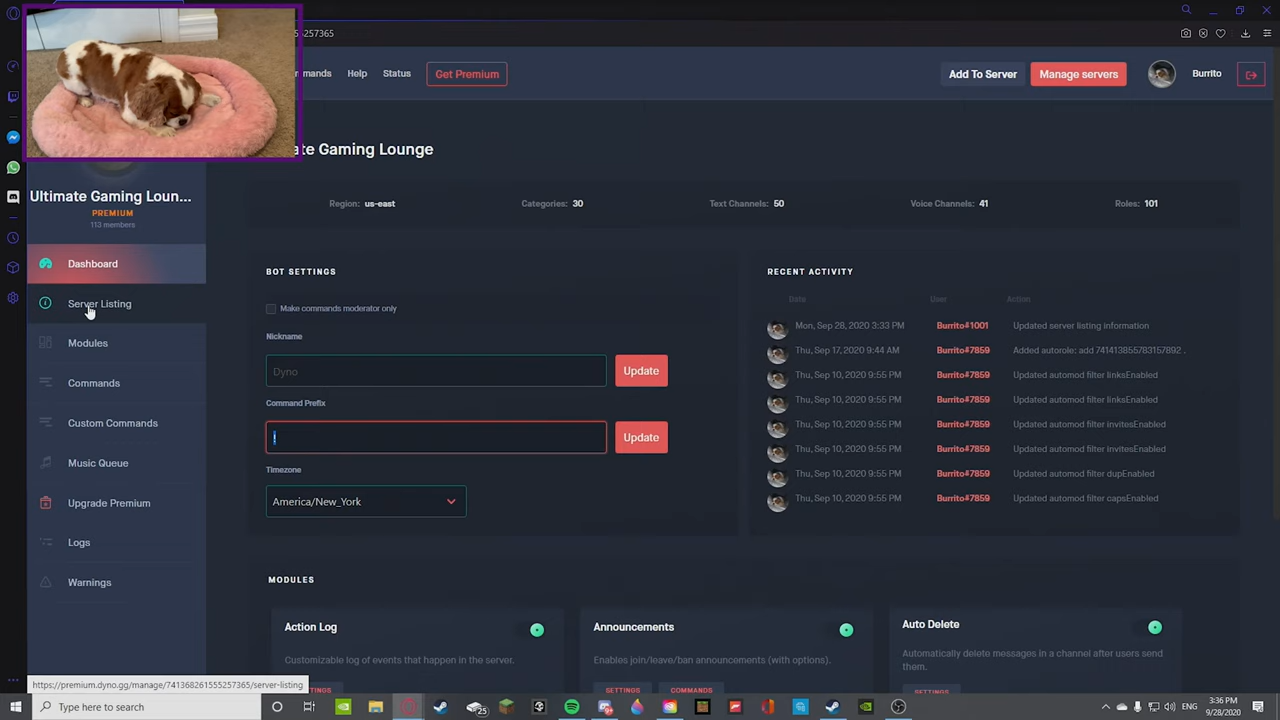 55257365
mmands
Help
Status
Get Premium
Add To Server
Manage servers
Burrito
te Gaming Lounge
Ultimate Gaming Loun...
PREMIUM
113 members
Region: us-east
Categories: 30
Text Channels: 50
Voice Channels: 41
Roles: 101
Dashboard
Server Listing
Modules
Commands
Custom Commands
Music Queue
Upgrade Premium
Logs
Warnings
BOT SETTINGS
Make commands moderator only
Nickname
Dyno
Update
Command Prefix
Update
Timezone
America/New_York
RECENT ACTIVITY
Date User Action
Mon, Sep 28, 2020 3:33 PM Burrito#1001 Updated server listing information
Thu, Sep 17, 2020 9:44 AM Burrito#7859 Added autorole: add 741413855783157892 .
Thu, Sep 10, 2020 9:55 PM Burrito#7859 Updated automod filter linksEnabled
Thu, Sep 10, 2020 9:55 PM Burrito#7859 Updated automod filter linksEnabled
Thu, Sep 10, 2020 9:55 PM Burrito#7859 Updated automod filter invitesEnabled
Thu, Sep 10, 2020 9:55 PM Burrito#7859 Updated automod filter invitesEnabled
Thu, Sep 10, 2020 9:55 PM Burrito#7859 Updated automod filter dupEnabled
Thu, Sep 10, 2020 9:55 PM Burrito#7859 Updated automod filter capsEnabled
MODULES
Action Log
Customizable log of events that happen in the server.
SETTINGS
Announcements
Enables join/leave/ban announcements (with options).
SETTINGS COMMANDS
Auto Delete
Automatically delete messages in a channel after users send
them.
SETTINGS
https://premium.dyno.gg/manage/741368261555257365/server-listing
Type here to search
3:36 PM
9/28/2020